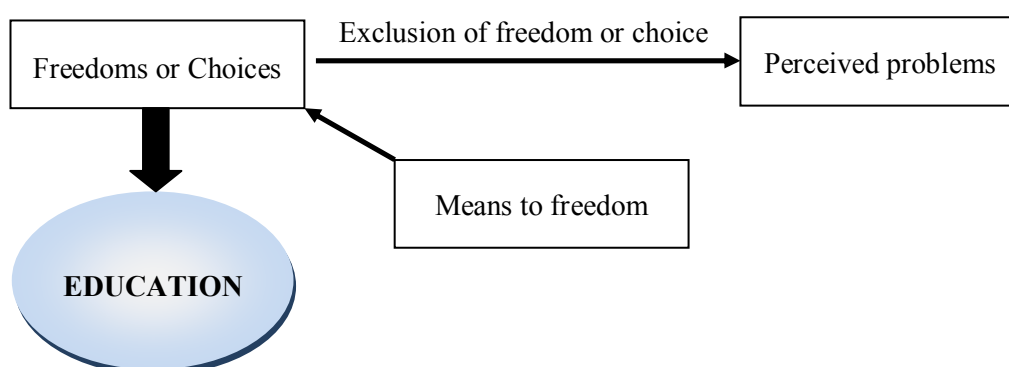 Exclusion of freedom or choice
Freedoms or Choices
Perceived problems
Means to freedom
EDUCATION